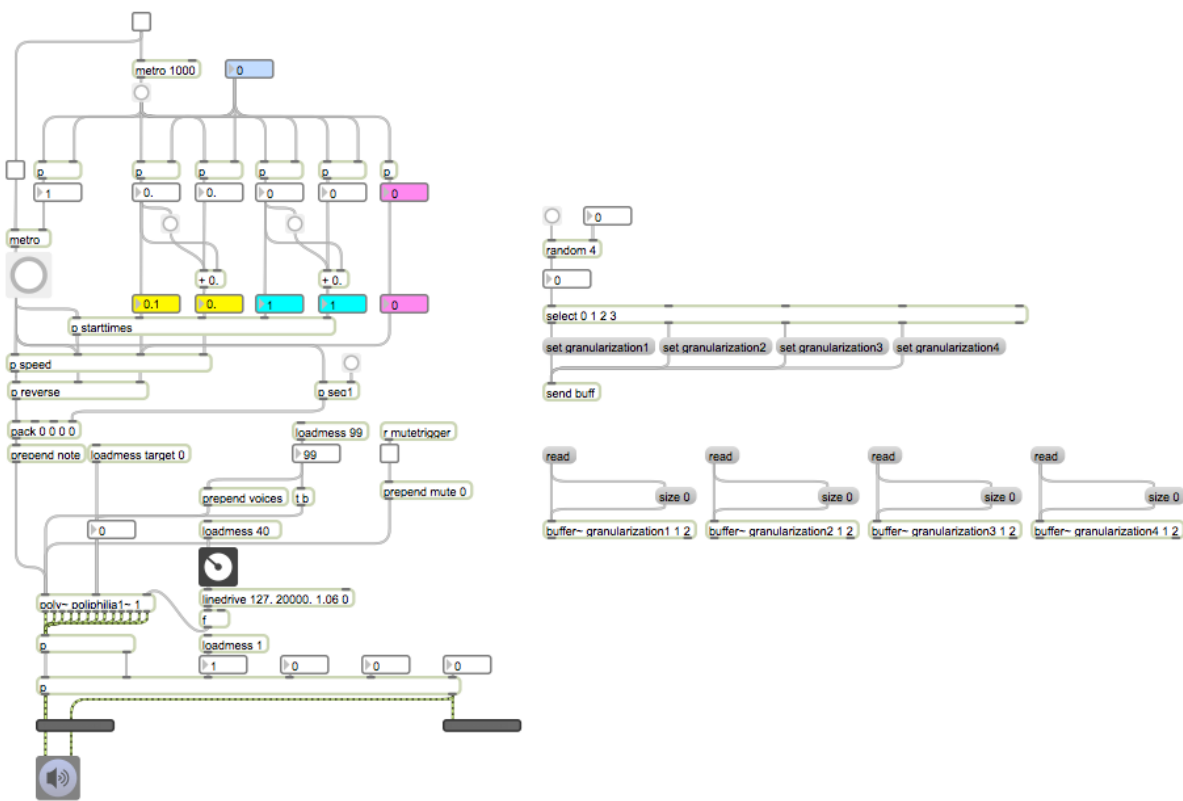 metro 1000
0
p
p
p
p
p
p
1
0.
0.
0
0
0
metro
+ 0.
+ 0.
0.1
0.
1
1
0
p starttimes
p speed
p reverse
p seq1
pack 0 0 0 0
prepend note
loadmess target 0
loadmess 99
r mutetrigger
99
prepend voices
t b
prepend mute 0
0
loadmess 40
linedrive 127. 20000. 1.06 0
poly~ poliphilia1~ 1
f
p
loadmess 1
1
0
0
0
p
0
random 4
0
select 0 1 2 3
set granularization1
set granularization2
set granularization3
set granularization4
send buff
read
read
read
read
size 0
size 0
size 0
size 0
buffer~ granularization1 1 2
buffer~ granularization2 1 2
buffer~ granularization3 1 2
buffer~ granularization4 1 2